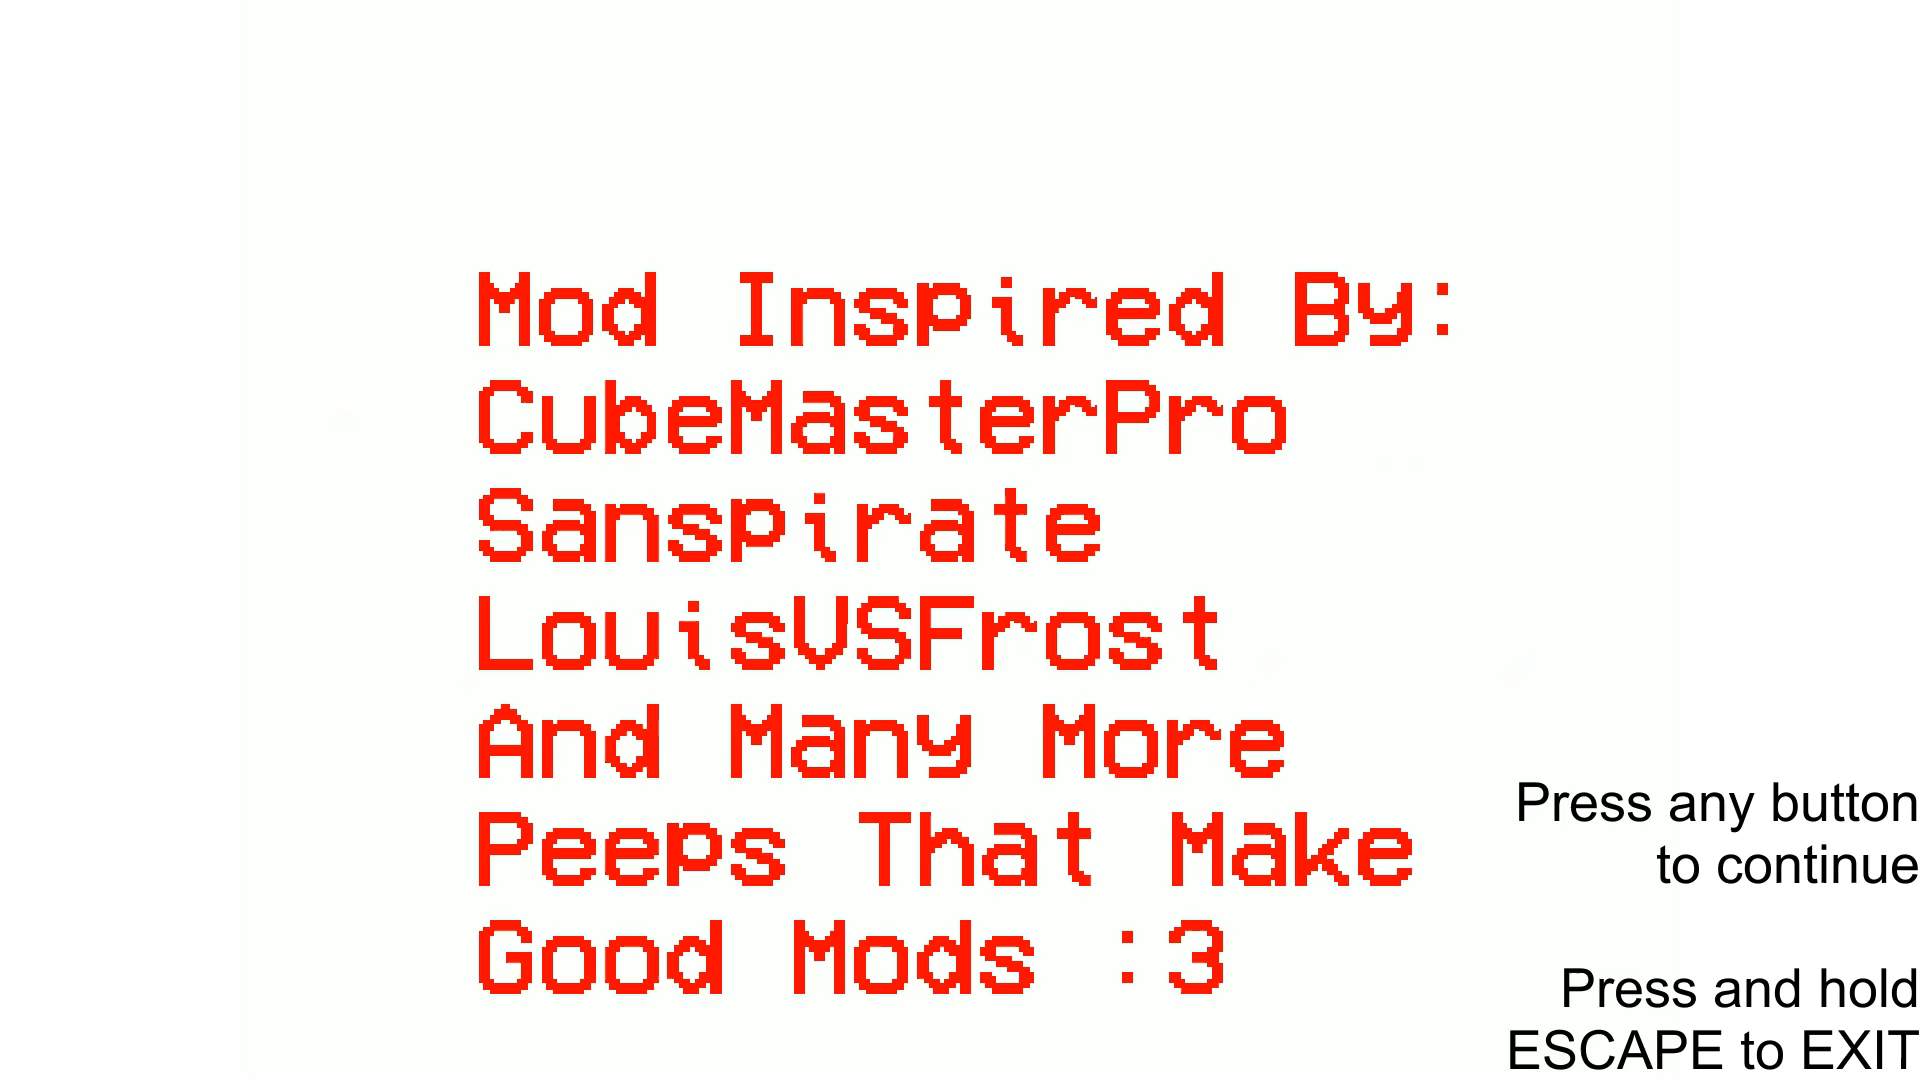 Mod Inspired By:
CubeMasterPro
Sanspirate
LouisVSFrost
And Many More
Peeps That Make
Good Mods :3
Press any button
to continue
Press and hold
ESCAPE to EXIT